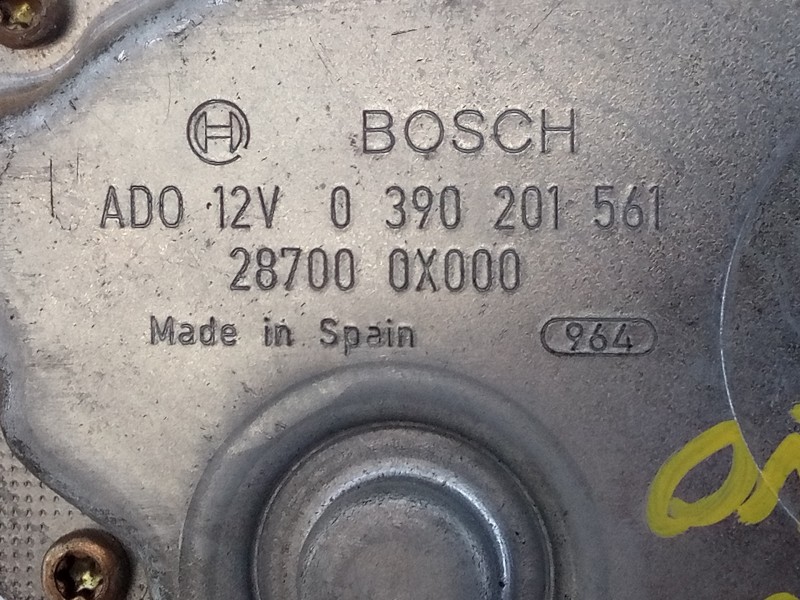 BOSCH
ADO 12V 0 390 201 561
28700 0X000
Made in Spain 964